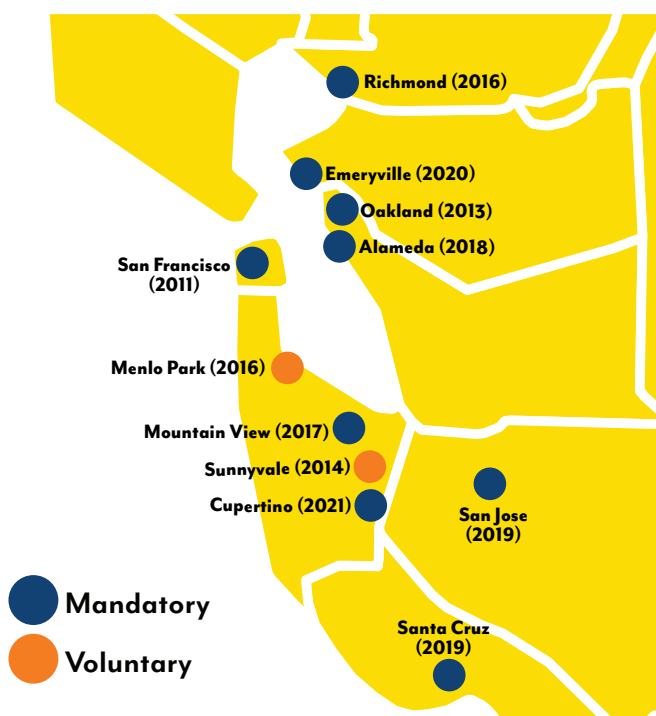 Richmond (2016)
Emeryville (2020)
Oakland (2013)
Alameda (2018)
San Francisco
(2011)
Menlo Park (2016)
Mountain View (2017)
Sunnyvale (2014)
Cupertino (2021)
San Jose
(2019)
Santa Cruz
(2019)
Mandatory
Voluntary